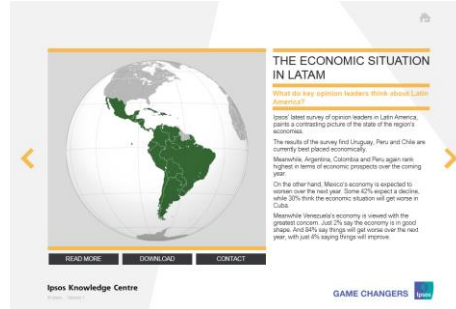 THE ECONOMIC SITUATION
IN LATAM
What do key opinion leaders think about Latin
America?
Ipsos' latest survey of opinion leaders in Latin America,
paints a contrasting picture of the state of the region's
economies.
The results of the survey find Uruguay, Peru and Chile are
currently best placed economically.
Meanwhile, Argentina, Colombia and Peru again rank
highest in terms of economic prospects over the coming
year.
On the other hand, Mexico's economy is expected to
worsen over the next year. Some 42% expect a decline,
while 30% think the economic situation will get worse in
Cuba.
Meanwhile Venezuela's economy is viewed with the
greatest concern. Just 2% say the economy is in good
shape. And 84% say things will get worse over the next
year, with just 4% saying things will improve.
READ MORE
DOWNLOAD
CONTACT
Ipsos Knowledge Centre
GAME CHANGERS
Ipsos